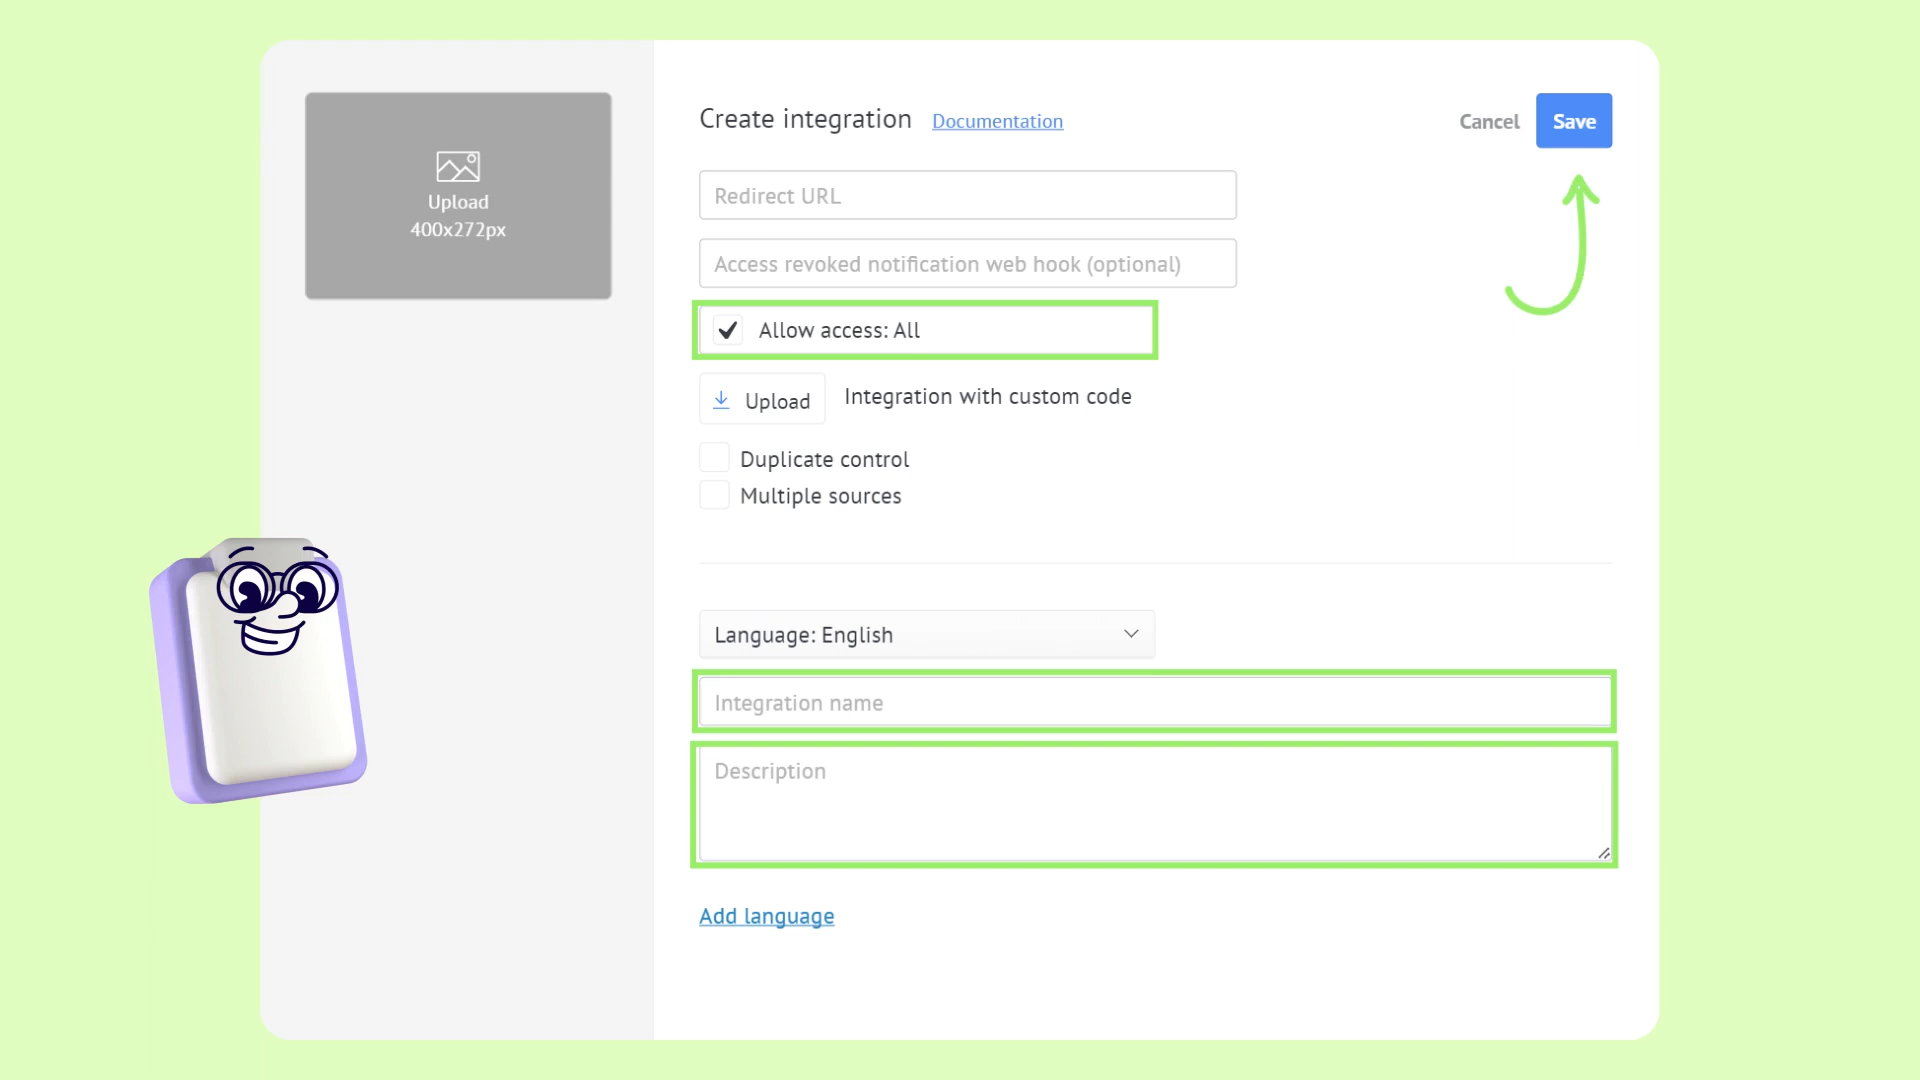 Upload
400x272px
Create integration Documentation
Cancel Save
Redirect URL
Access revoked notification web hook (optional)
Allow access: All
Upload Integration with custom code
Duplicate control
Multiple sources
Language: English
Integration name
Description
Add language